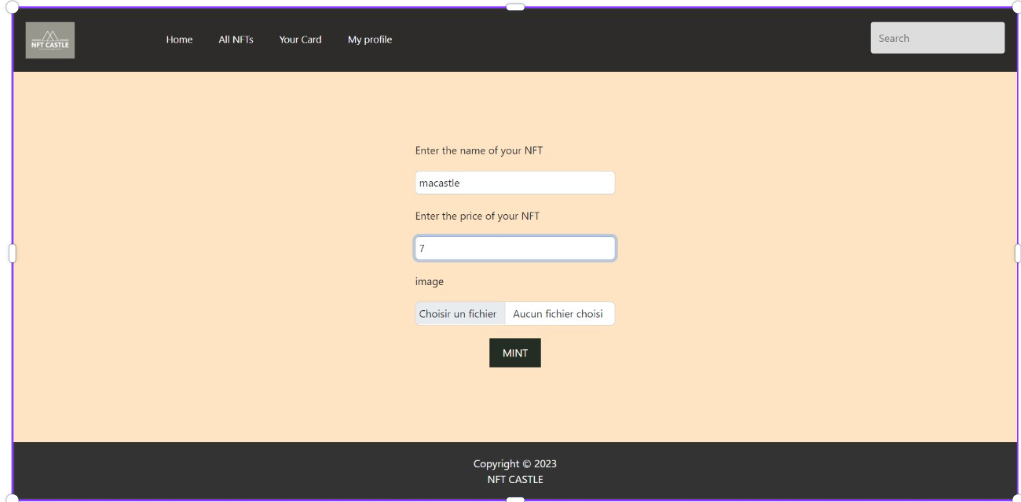 NFT CASTLE
Home All NFTs Your Card My profile
Search
Enter the name of your NFT
macastle
Enter the price of your NFT
7
image
Choisir un fichier Aucun fichier choisi
MINT
Copyright © 2023
NFT CASTLE